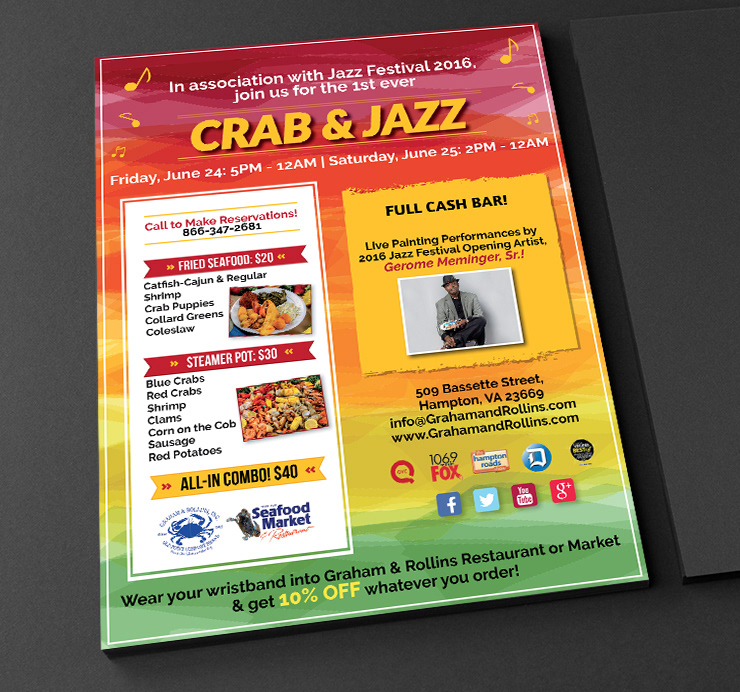 In association with Jazz Festival 2016,
join us for the 1st ever
CRAB & JAZZ
Friday, June 24: 5PM - 12AM | Saturday, June 25: 2PM - 12AM
Call to Make Reservations!
866-347-2681
» FRIED SEAFOOD: $20 «
Catfish-Cajun & Regular
Shrimp
Crab Puppies
Collard Greens
Coleslaw
» STEAMER POT: $30 «
Blue Crabs
Red Crabs
Shrimp
Clams
Corn on the Cob
Sausage
Red Potatoes
» ALL-IN COMBO! $40 «
GRAHAM & ROLLINS, INC.
Seafood
Market
& Restaurant
FULL CASH BAR!
Live Painting Performances by
2016 Jazz Festival Opening Artist,
Gerome Meminger, Sr.!
509 Bassette Street,
Hampton, VA 23669
info@GrahamandRollins.com
www.GrahamandRollins.com
106.9
FOX
hampton
roads
BEST
f
You
Tube
g+
Wear your wristband into Graham & Rollins Restaurant or Market
& get 10% OFF whatever you order!